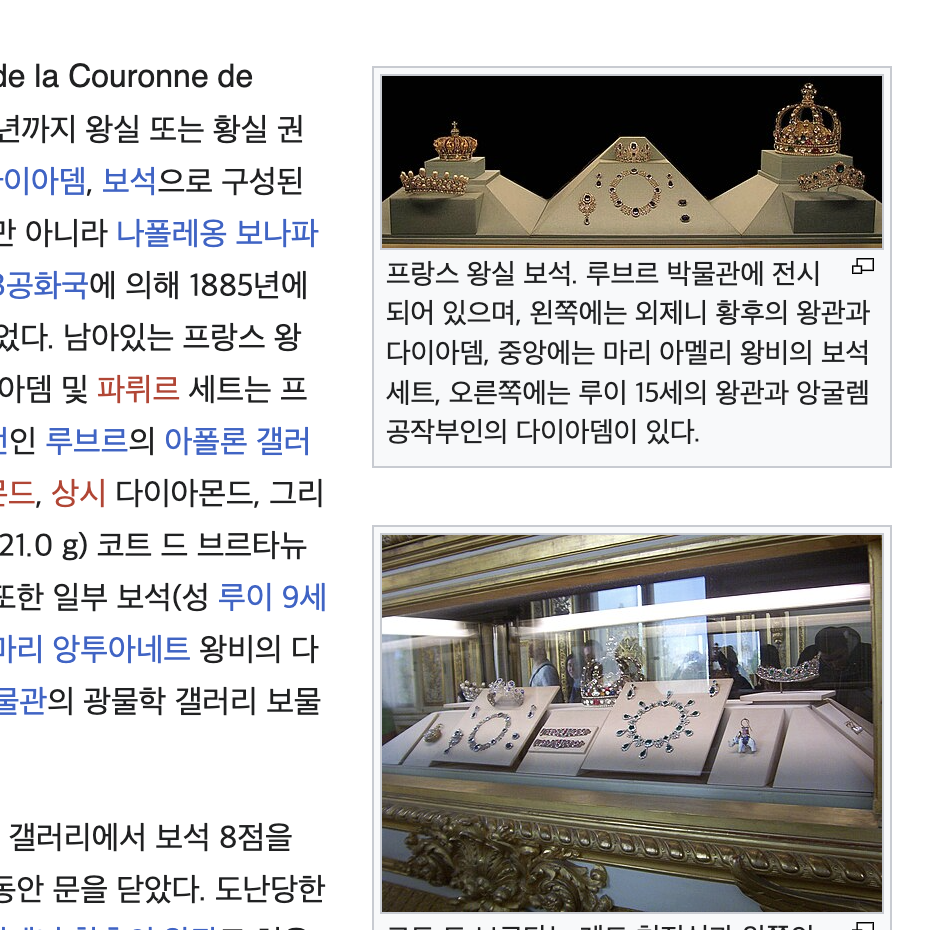 de la Couronne de
년까지 왕실 또는 황실 권
이아뎀, 보석으로 구성된
만 아니라 나폴레옹 보나파
3공화국에 의해 1885년에
었다. 남아있는 프랑스 왕
아뎀 및 파뤼르 세트는 프
인 루브르의 아폴론 갤러
몬드, 상시 다이아몬드, 그리
21.0 g) 코트 드 브르타뉴
또한 일부 보석(성 루이 9세
마리 앙투아네트 왕비의 다
물관의 광물학 갤러리 보물
갤러리에서 보석 8점을
동안 문을 닫았다. 도난당한
프랑스 왕실 보석. 루브르 박물관에 전시
되어 있으며, 왼쪽에는 외제니 황후의 왕관과
다이아뎀, 중앙에는 마리 아멜리 왕비의 보석
세트, 오른쪽에는 루이 15세의 왕관과 앙굴렘
공작부인의 다이아뎀이 있다.